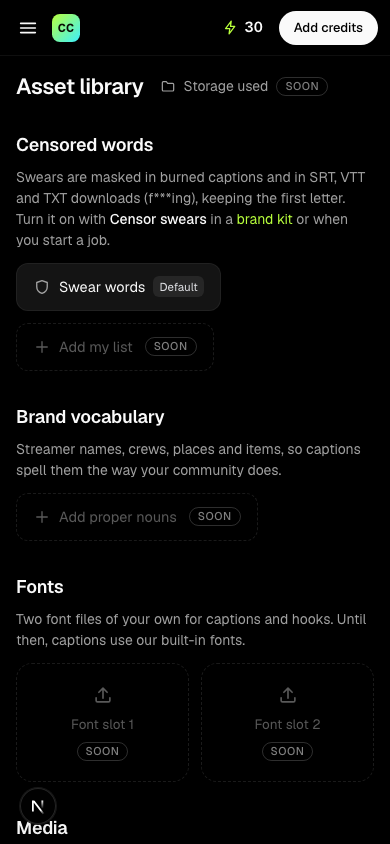 CC
30
Add credits
Asset library
Storage used
SOON
Censored words
Swears are masked in burned captions and in SRT, VTT
and TXT downloads (f***ing), keeping the first letter.
Turn it on with Censor swears in a brand kit or when
you start a job.
Swear words Default
Add my list SOON
Brand vocabulary
Streamer names, crews, places and items, so captions
spell them the way your community does.
Add proper nouns SOON
Fonts
Two font files of your own for captions and hooks. Until
then, captions use our built-in fonts.
Font slot 1
SOON
Font slot 2
SOON
N
Media